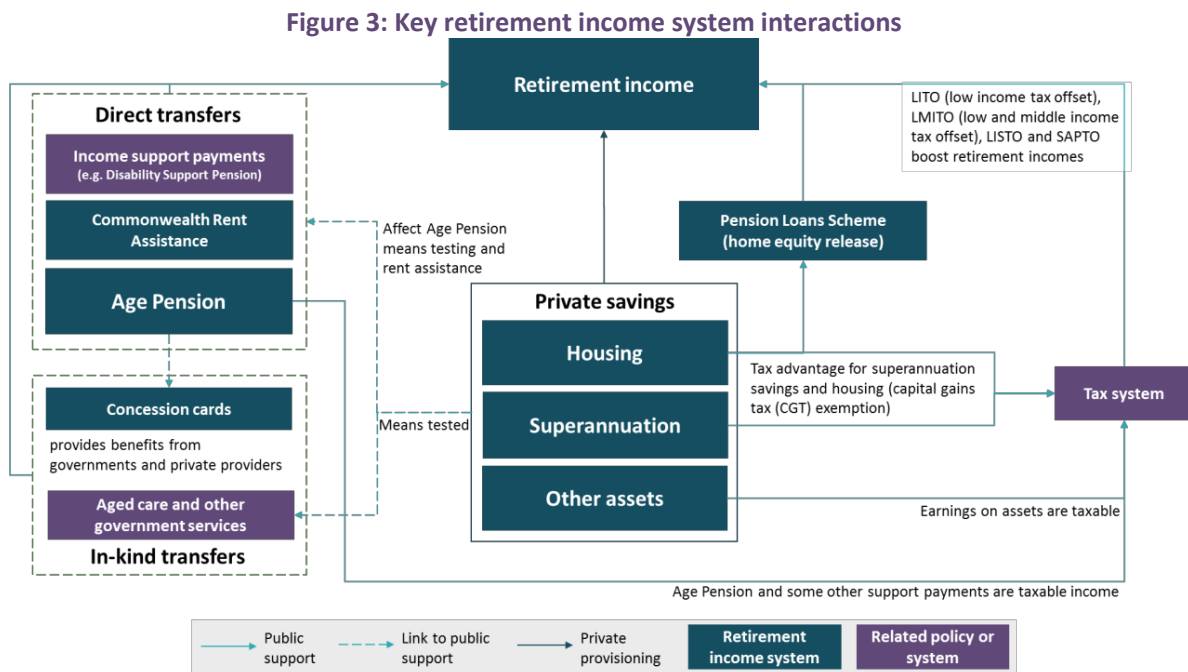 Figure 3: Key retirement income system interactions
Retirement income
Direct transfers
Income support payments
(e.g. Disability Support Pension)
Commonwealth Rent
Assistance
Age Pension
Concession cards
provides benefits from
governments and private providers
Aged care and other
government services
In-kind transfers
Affect Age Pension
means testing and
rent assistance
Means tested
Private savings
Housing
Superannuation
Other assets
Pension Loans Scheme
(home equity release)
LITO (low income tax offset),
LMITO (low and middle income
tax offset), LISTO and SAPTO
boost retirement incomes
Tax advantage for superannuation
savings and housing (capital gains
tax (CGT) exemption)
Tax system
Earnings on assets are taxable
Age Pension and some other support payments are taxable income
Public
support
Link to public
support
Private
provisioning
Retirement
income system
Related policy or
system